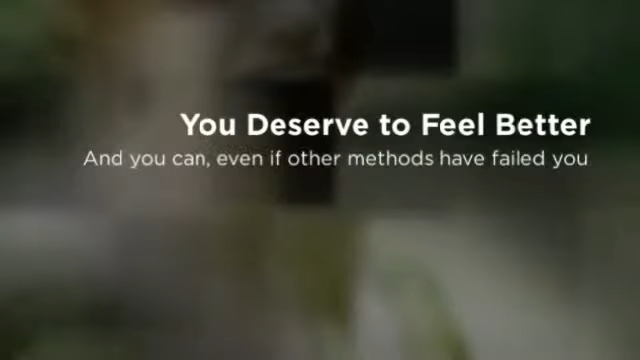 You Deserve to Feel Better
And you can, even if other methods have failed you